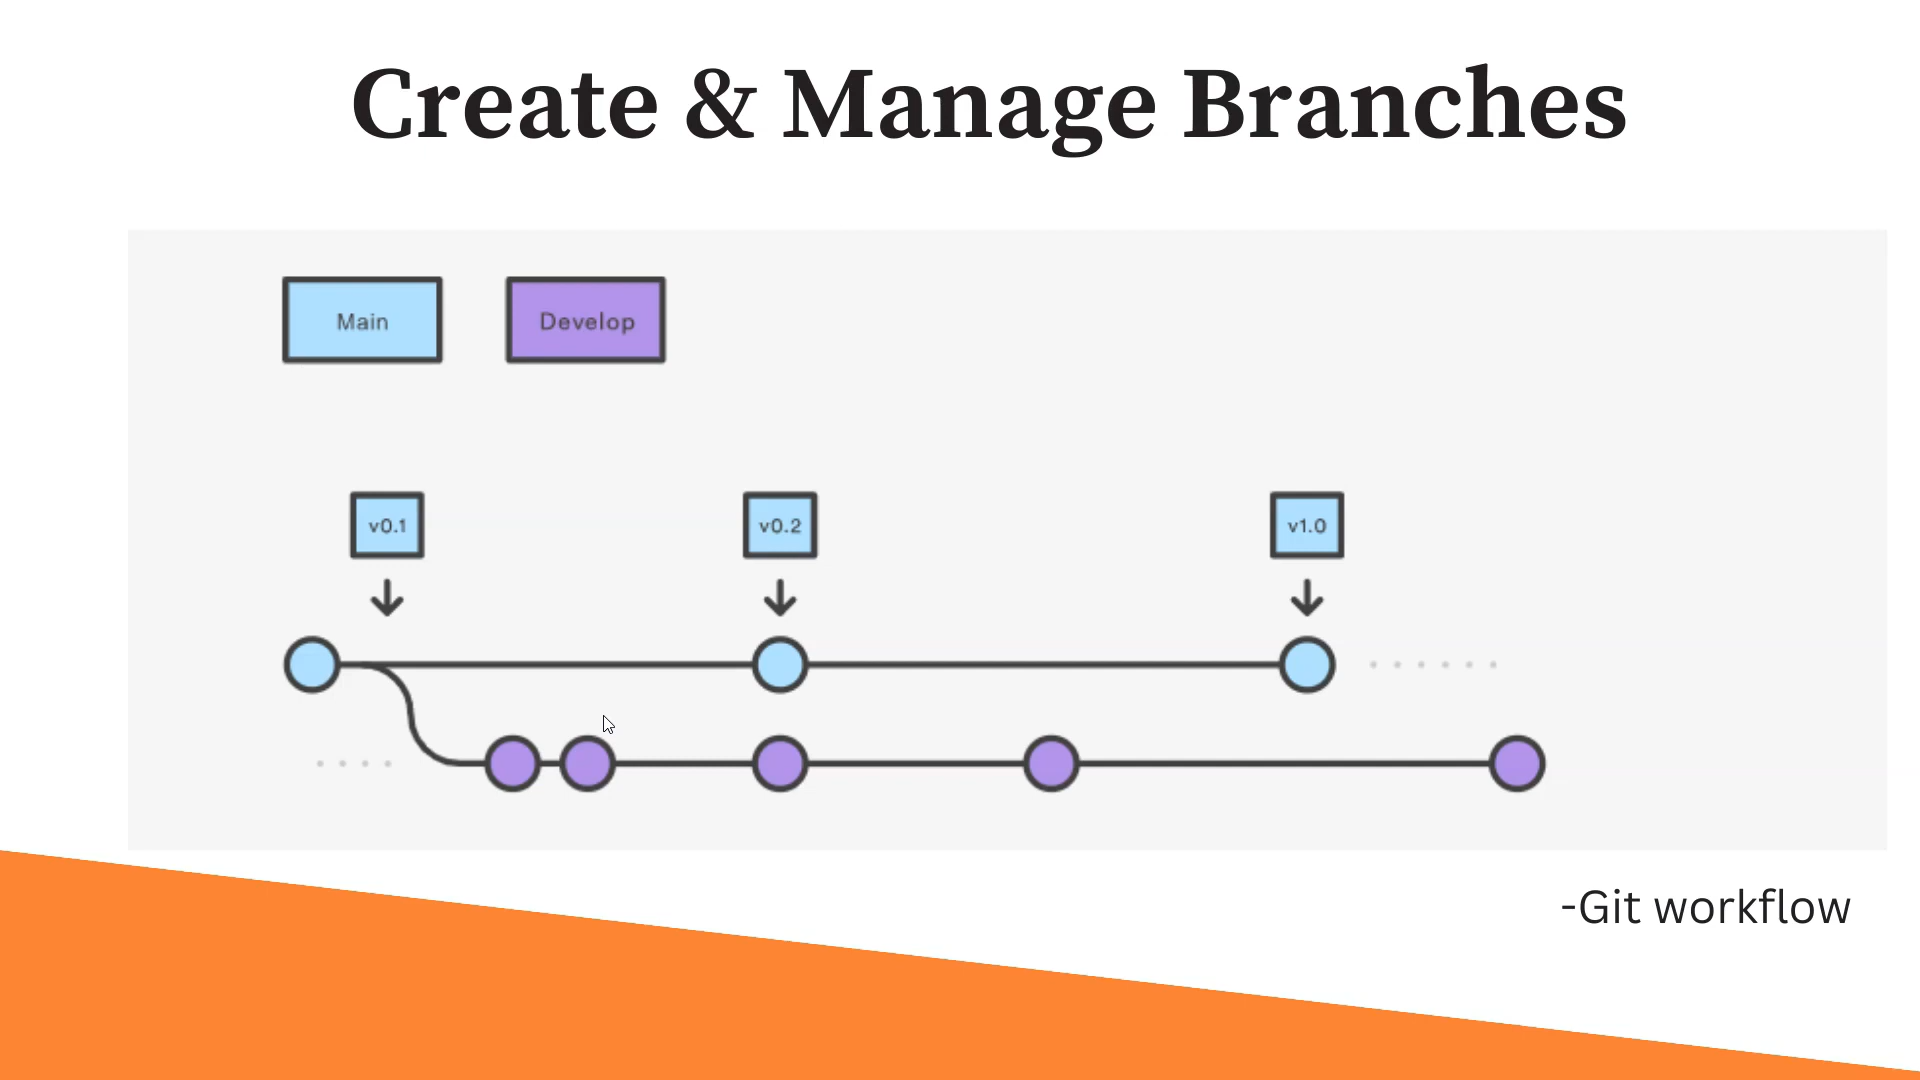 Create & Manage Branches
Main
Develop
v0.1
v0.2
v1.0
-Git workflow